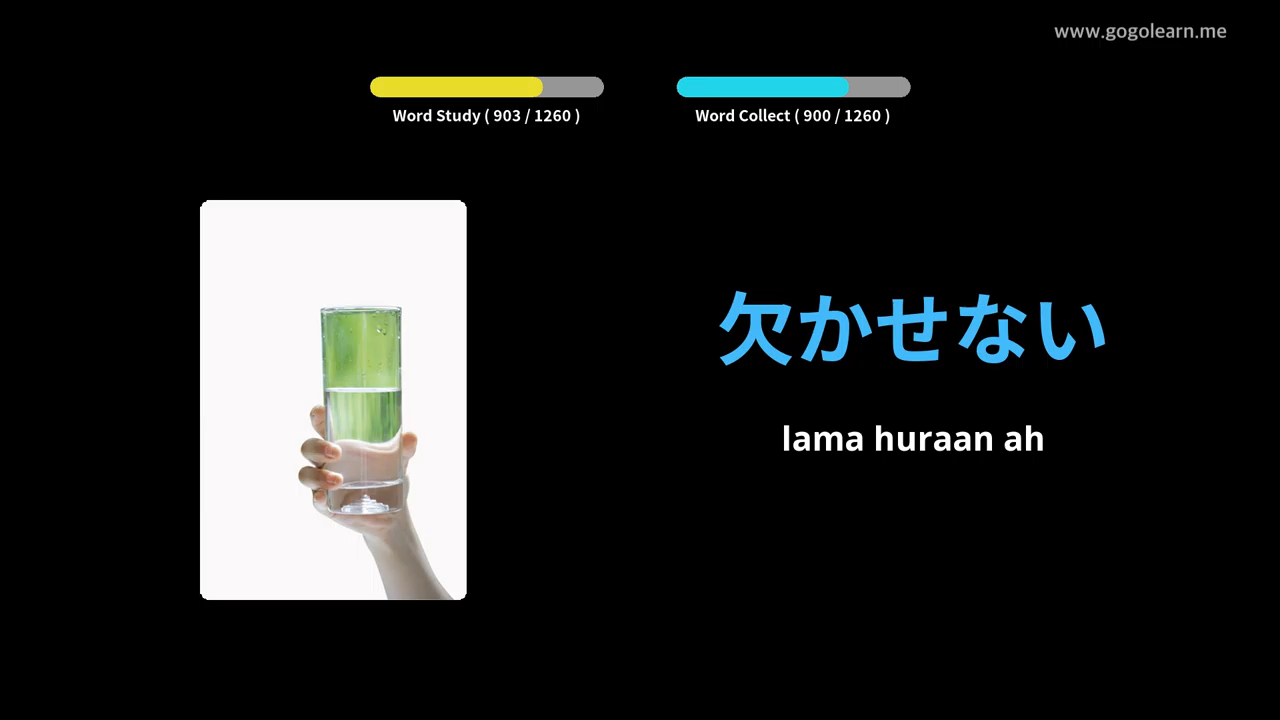 www.gogolearn.me
Word Study ( 903 / 1260 )
Word Collect ( 900 / 1260 )
欠かせない
lama huraan ah